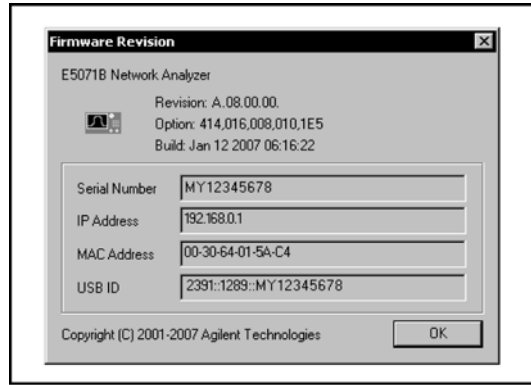 Firmware Revision
E5071B Network Analyzer
Revision: A.08.00.00.
Option: 414,016,008,010,1E5
Build: Jan 12 2007 06:16:22
Serial Number MY12345678
IP Address 192.168.0.1
MAC Address 00-30-64-01-5A-C4
USB ID 2391::1289::MY12345678
Copyright (C) 2001-2007 Agilent Technologies OK